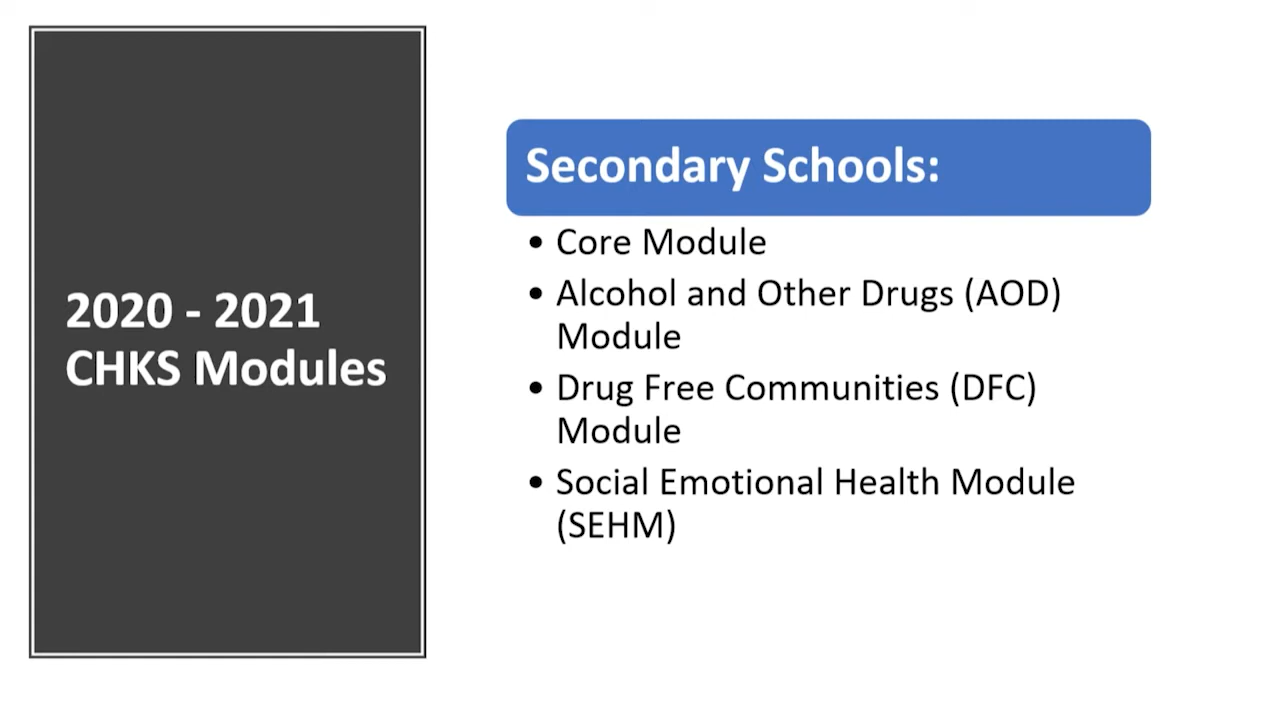 2020 - 2021
CHKS Modules
Secondary Schools:
• Core Module
• Alcohol and Other Drugs (AOD)
Module
• Drug Free Communities (DFC)
Module
• Social Emotional Health Module
(SEHM)